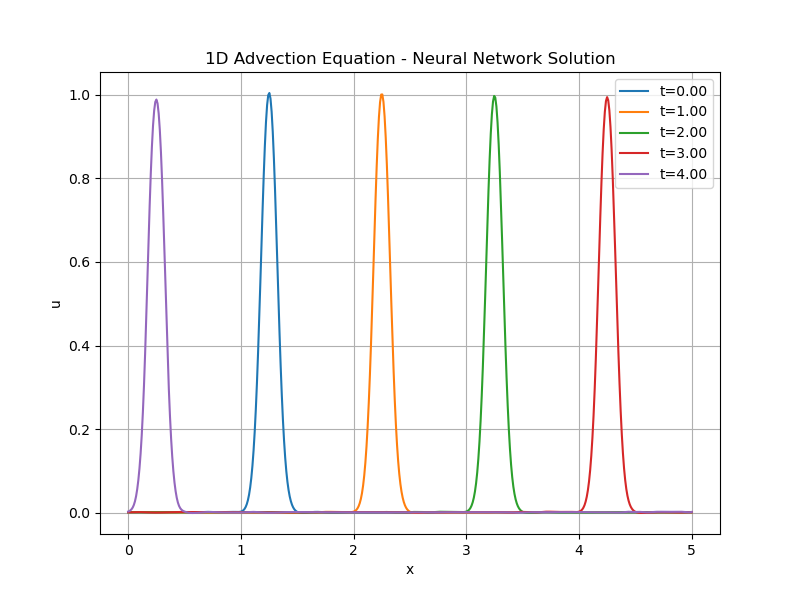 1D Advection Equation - Neural Network Solution
t=0.00
t=1.00
t=2.00
t=3.00
t=4.00
1.0
0.8
0.6
0.4
0.2
0.0
u
0 1 2 3 4 5
x